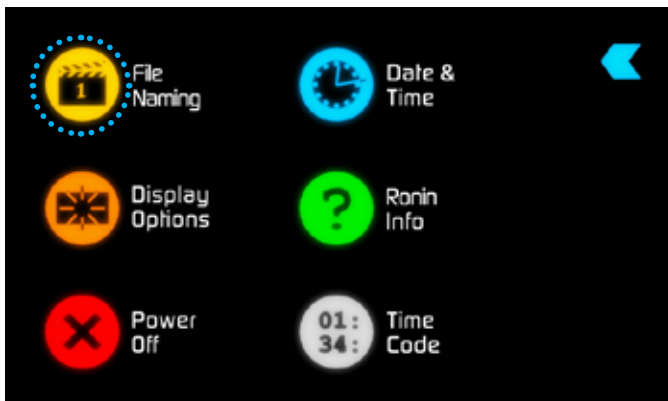 1
File
Naming
Date &
Time
Display
Options
?
Ronin
Info
Power
Off
01:
34:
Time
Code